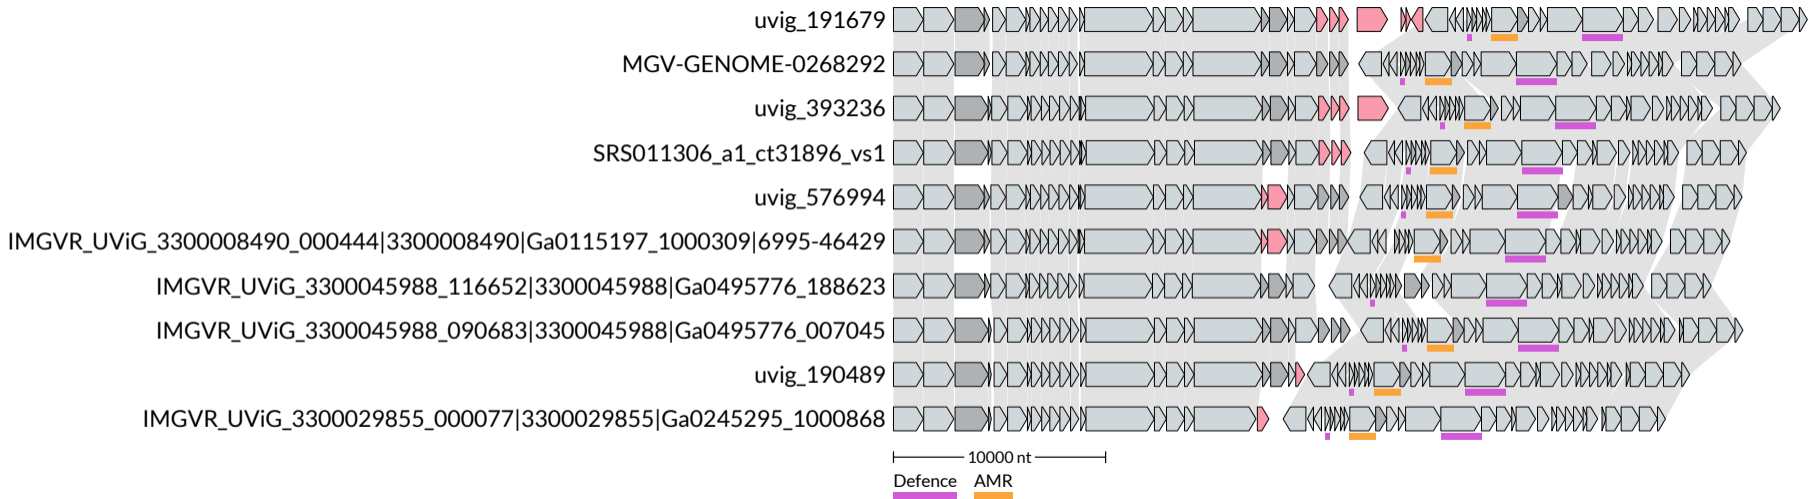 uvig_191679
MGV-GENOME-0268292
uvig_393236
SRS011306_a1_ct31896_vs1
uvig_576994
IMGVR_UViG_3300008490_000444|3300008490|Ga0115197_1000309|6995-46429
IMGVR_UViG_3300045988_116652|3300045988|Ga0495776_188623
IMGVR_UViG_3300045988_090683|3300045988|Ga0495776_007045
uvig_190489
IMGVR_UViG_3300029855_000077|3300029855|Ga0245295_1000868
10000 nt
Defence AMR